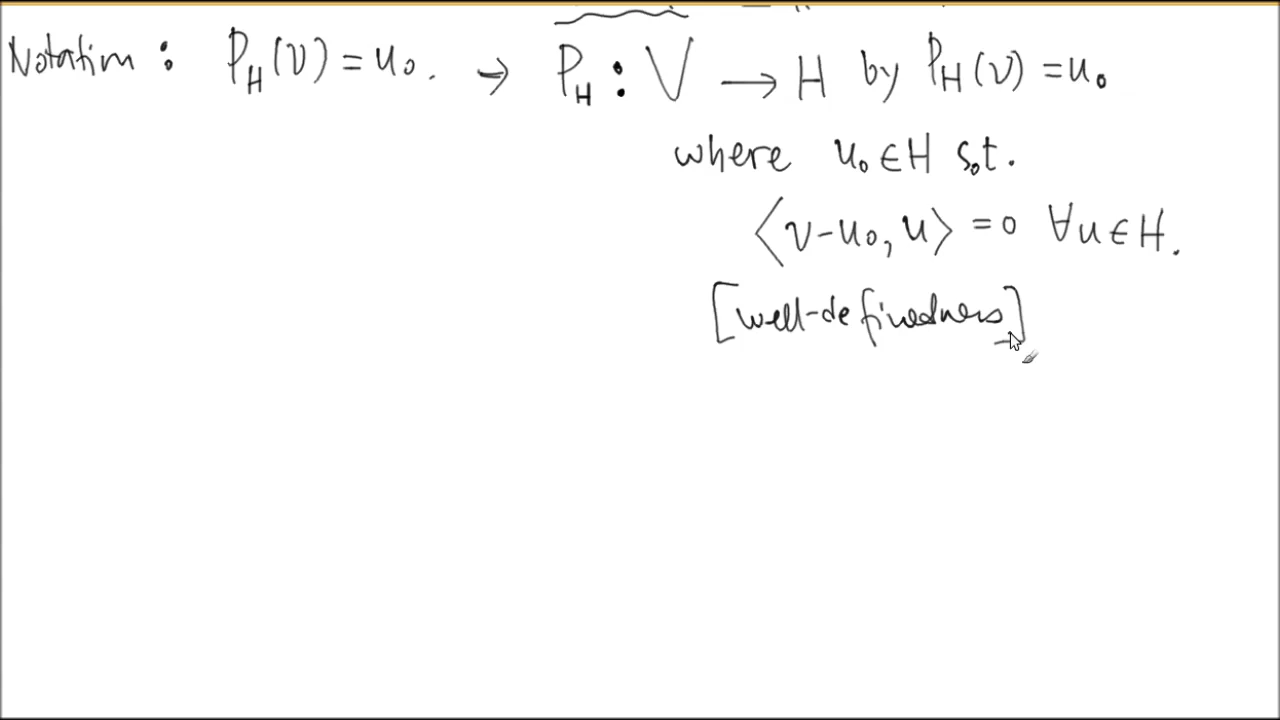 Notation : P_H(v) = u₀. → P_H : V → H by P_H(v) = u₀
where u₀ ∈ H s.t.
⟨v-u₀, u⟩ = 0 ∀u ∈ H.
[well-definedness]